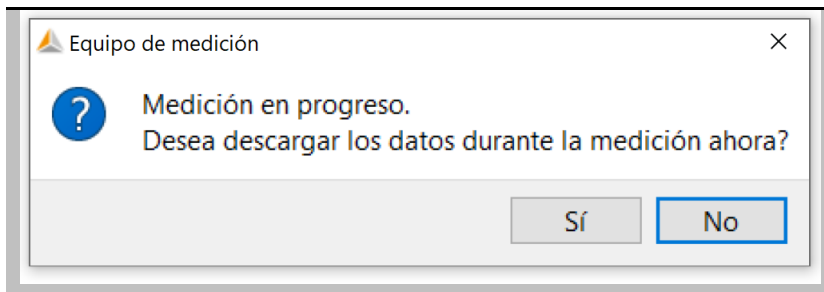 Equipo de medición
Medición en progreso.
Desea descargar los datos durante la medición ahora?
Sí
No